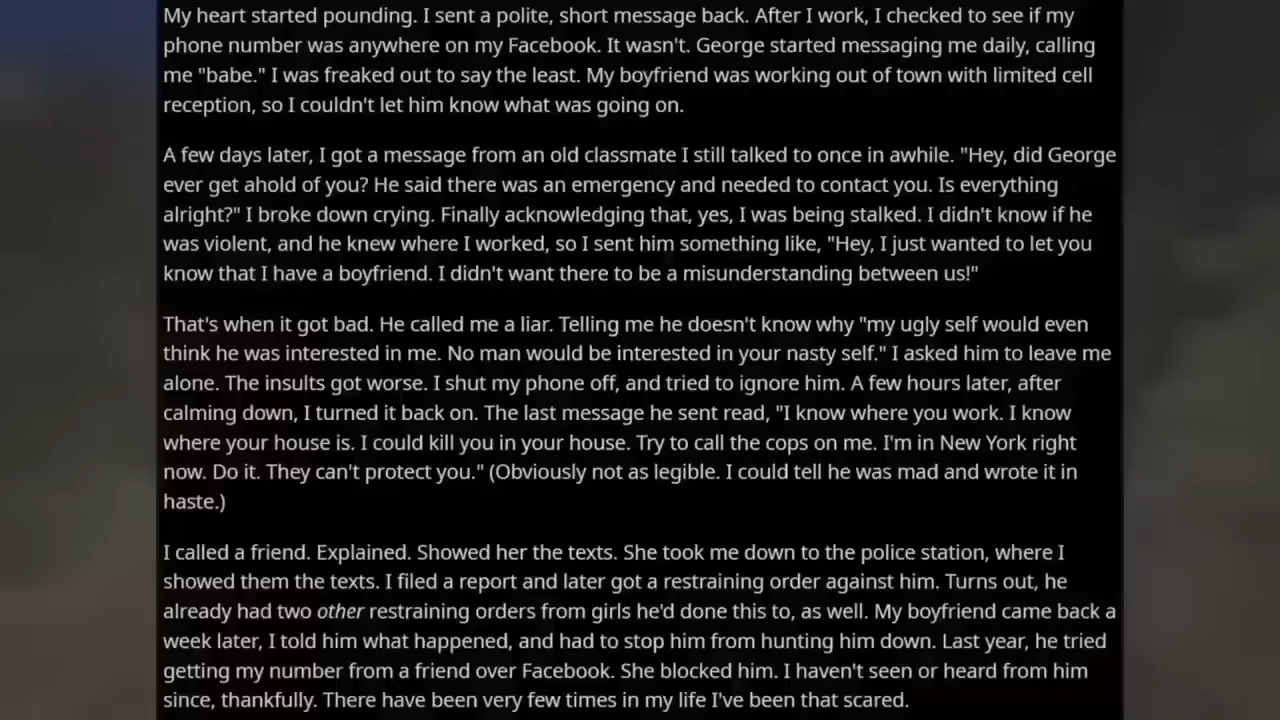 My heart started pounding. I sent a polite, short message back. After I work, I checked to see if my
phone number was anywhere on my Facebook. It wasn't. George started messaging me daily, calling
me "babe." I was freaked out to say the least. My boyfriend was working out of town with limited cell
reception, so I couldn't let him know what was going on.
A few days later, I got a message from an old classmate I still talked to once in awhile. "Hey, did George
ever get ahold of you? He said there was an emergency and needed to contact you. Is everything
alright?" I broke down crying. Finally acknowledging that, yes, I was being stalked. I didn't know if he
was violent, and he knew where I worked, so I sent him something like, "Hey, I just wanted to let you
know that I have a boyfriend. I didn't want there to be a misunderstanding between us!"
That's when it got bad. He called me a liar. Telling me he doesn't know why "my ugly self would even
think he was interested in me. No man would be interested in your nasty self." I asked him to leave me
alone. The insults got worse. I shut my phone off, and tried to ignore him. A few hours later, after
calming down, I turned it back on. The last message he sent read, "I know where you work. I know
where your house is. I could kill you in your house. Try to call the cops on me. I'm in New York right
now. Do it. They can't protect you." (Obviously not as legible. I could tell he was mad and wrote it in
haste.)
I called a friend. Explained. Showed her the texts. She took me down to the police station, where I
showed them the texts. I filed a report and later got a restraining order against him. Turns out, he
already had two other restraining orders from girls he'd done this to, as well. My boyfriend came back a
week later, I told him what happened, and had to stop him from hunting him down. Last year, he tried
getting my number from a friend over Facebook. She blocked him. I haven't seen or heard from him
since, thankfully. There have been very few times in my life I've been that scared.